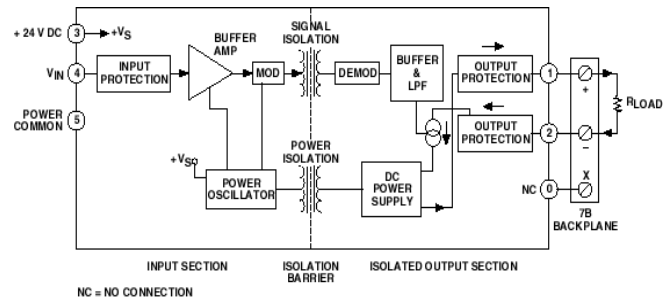 + 24 V DC
3
+VS
VIN
4
INPUT
PROTECTION
BUFFER
AMP
MOD
SIGNAL
ISOLATION
DEMOD
BUFFER
&
LPF
OUTPUT
PROTECTION
1
+
RLOAD
POWER
COMMON
5
OUTPUT
PROTECTION
2
–
+VS
POWER
OSCILLATOR
POWER
ISOLATION
DC
POWER
SUPPLY
NC
0
X
7B
BACKPLANE
INPUT SECTION
ISOLATION
BARRIER
ISOLATED OUTPUT SECTION
NC = NO CONNECTION